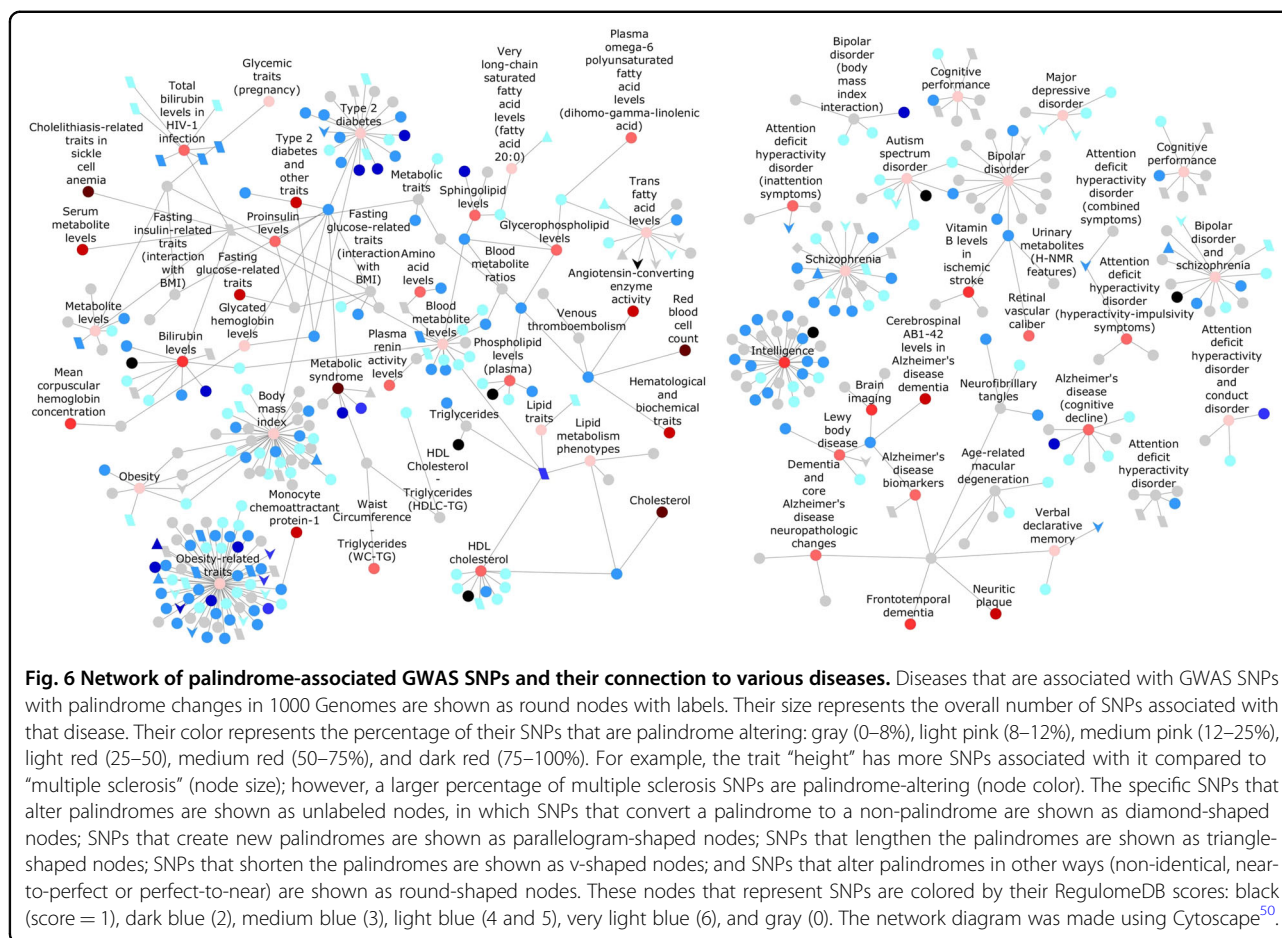 Glycemic
traits
(pregnancy)
Total
bilirubin
levels in
HIV-1
infection
Cholelithiasis-related
traits in
sickle
cell
anemia
Type 2
diabetes
Type 2
diabetes
and
other
traits
Very
long-chain
saturated
fatty
acid
levels
(fatty
acid
20:0)
Plasma
omega-6
polyunsaturated
fatty
acid
levels
(dihomo-gamma-linolenic
acid)
Metabolic
traits
Sphingolipid
levels
Trans
fatty
acid
levels
Serum
metabolite
levels
Fasting
insulin-related
traits
(interaction
with
BMI)
Proinsulin
levels
Fasting
glucose-related
traits
(interaction
with
BMI)
Glycerophospholipid
levels
Fasting
glucose-related
traits
Amino
acid
levels
Blood
metabolite
ratios
Angiotensin-converting
enzyme
activity
Metabolite
levels
Glycated
hemoglobin
levels
Blood
metabolite
levels
Venous
thromboembolism
Red
blood
cell
count
Bilirubin
levels
Plasma
renin
activity
levels
Phospholipid
levels
(plasma)
Mean
corpuscular
hemoglobin
concentration
Metabolic
syndrome
Body
mass
index
Triglycerides
Lipid
traits
Hematological
and
biochemical
traits
Lipid
metabolism
phenotypes
Obesity
HDL
Cholesterol
-
Triglycerides
(HDLC-TG)
Monocyte
chemoattractant
protein-1
Waist
Circumference
-
Triglycerides
(WC-TG)
Cholesterol
Obesity-related
traits
HDL
cholesterol
Bipolar
disorder
(body
mass
index
interaction)
Cognitive
performance
Major
depressive
disorder
Attention
deficit
hyperactivity
disorder
(inattention
symptoms)
Autism
spectrum
disorder
Bipolar
disorder
Attention
deficit
hyperactivity
disorder
(combined
symptoms)
Cognitive
performance
Schizophrenia
Vitamin
B levels
in
ischemic
stroke
Urinary
metabolites
(H-NMR
features)
Attention
deficit
hyperactivity
disorder
(hyperactivity-impulsivity
symptoms)
Bipolar
disorder
and
schizophrenia
Retinal
vascular
caliber
Intelligence
Cerebrospinal
AB1-42 levels in
Alzheimer's
disease
dementia
Attention
deficit
hyperactivity
disorder
and
conduct
disorder
Brain
imaging
Neurofibrillary
tangles
Alzheimer's
disease
(cognitive
decline)
Lewy
body
disease
Alzheimer's
disease
biomarkers
Age-related
macular
degeneration
Attention
deficit
hyperactivity
disorder
Dementia
and core
Alzheimer's
disease
neuropathologic
changes
Verbal
declarative
memory
Frontotemporal
dementia
Neuritic
plaque
Fig. 6 Network of palindrome-associated GWAS SNPs and their connection to various diseases. Diseases that are associated with GWAS SNPs
with palindrome changes in 1000 Genomes are shown as round nodes with labels. Their size represents the overall number of SNPs associated with
that disease. Their color represents the percentage of their SNPs that are palindrome altering: gray (0–8%), light pink (8–12%), medium pink (12–25%),
light red (25–50), medium red (50–75%), and dark red (75–100%). For example, the trait “height” has more SNPs associated with it compared to
“multiple sclerosis” (node size); however, a larger percentage of multiple sclerosis SNPs are palindrome-altering (node color). The specific SNPs that
alter palindromes are shown as unlabeled nodes, in which SNPs that convert a palindrome to a non-palindrome are shown as diamond-shaped
nodes; SNPs that create new palindromes are shown as parallelogram-shaped nodes; SNPs that lengthen the palindromes are shown as triangle-
shaped nodes; SNPs that shorten the palindromes are shown as v-shaped nodes; and SNPs that alter palindromes in other ways (non-identical, near-
to-perfect or perfect-to-near) are shown as round-shaped nodes. These nodes that represent SNPs are colored by their RegulomeDB scores: black
(score = 1), dark blue (2), medium blue (3), light blue (4 and 5), very light blue (6), and gray (0). The network diagram was made using Cytoscape50.